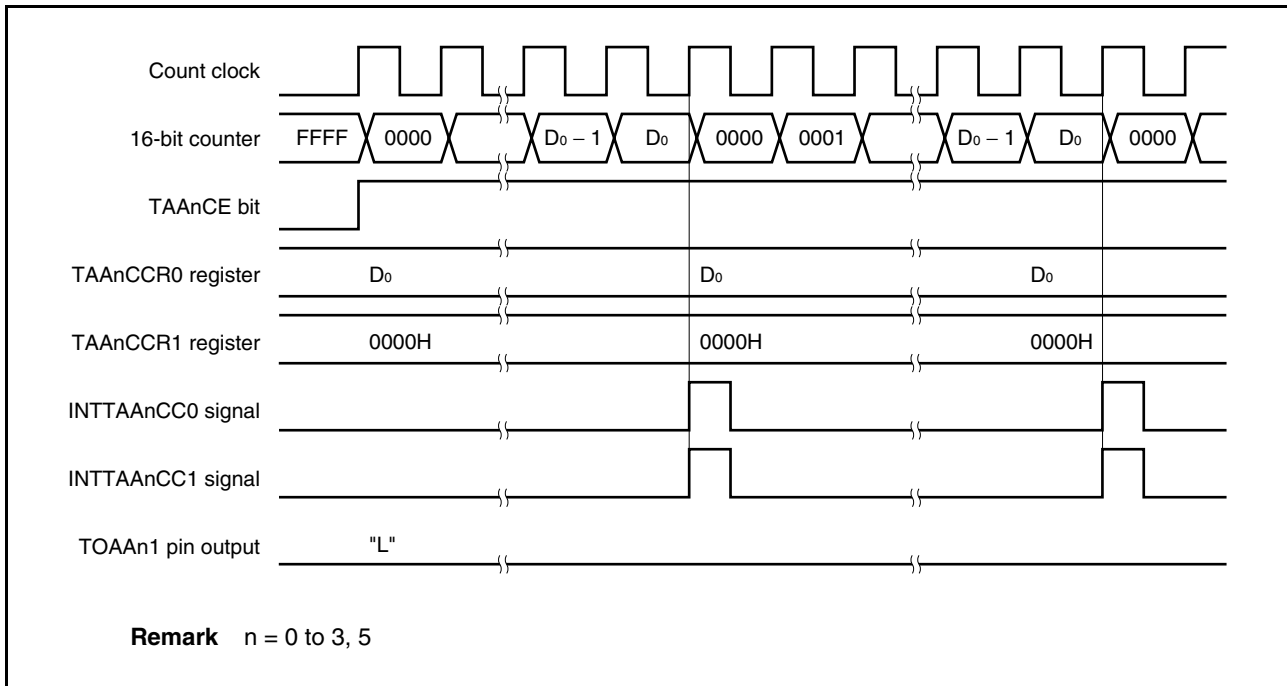 Count clock
16-bit counter FFFF 0000 D₀ − 1 D₀ 0000 0001 D₀ − 1 D₀ 0000
TAAnCE bit
TAAnCCR0 register D₀ D₀ D₀
TAAnCCR1 register 0000H 0000H 0000H
INTTAAnCC0 signal
INTTAAnCC1 signal
TOAAn1 pin output "L"
Remark n = 0 to 3, 5